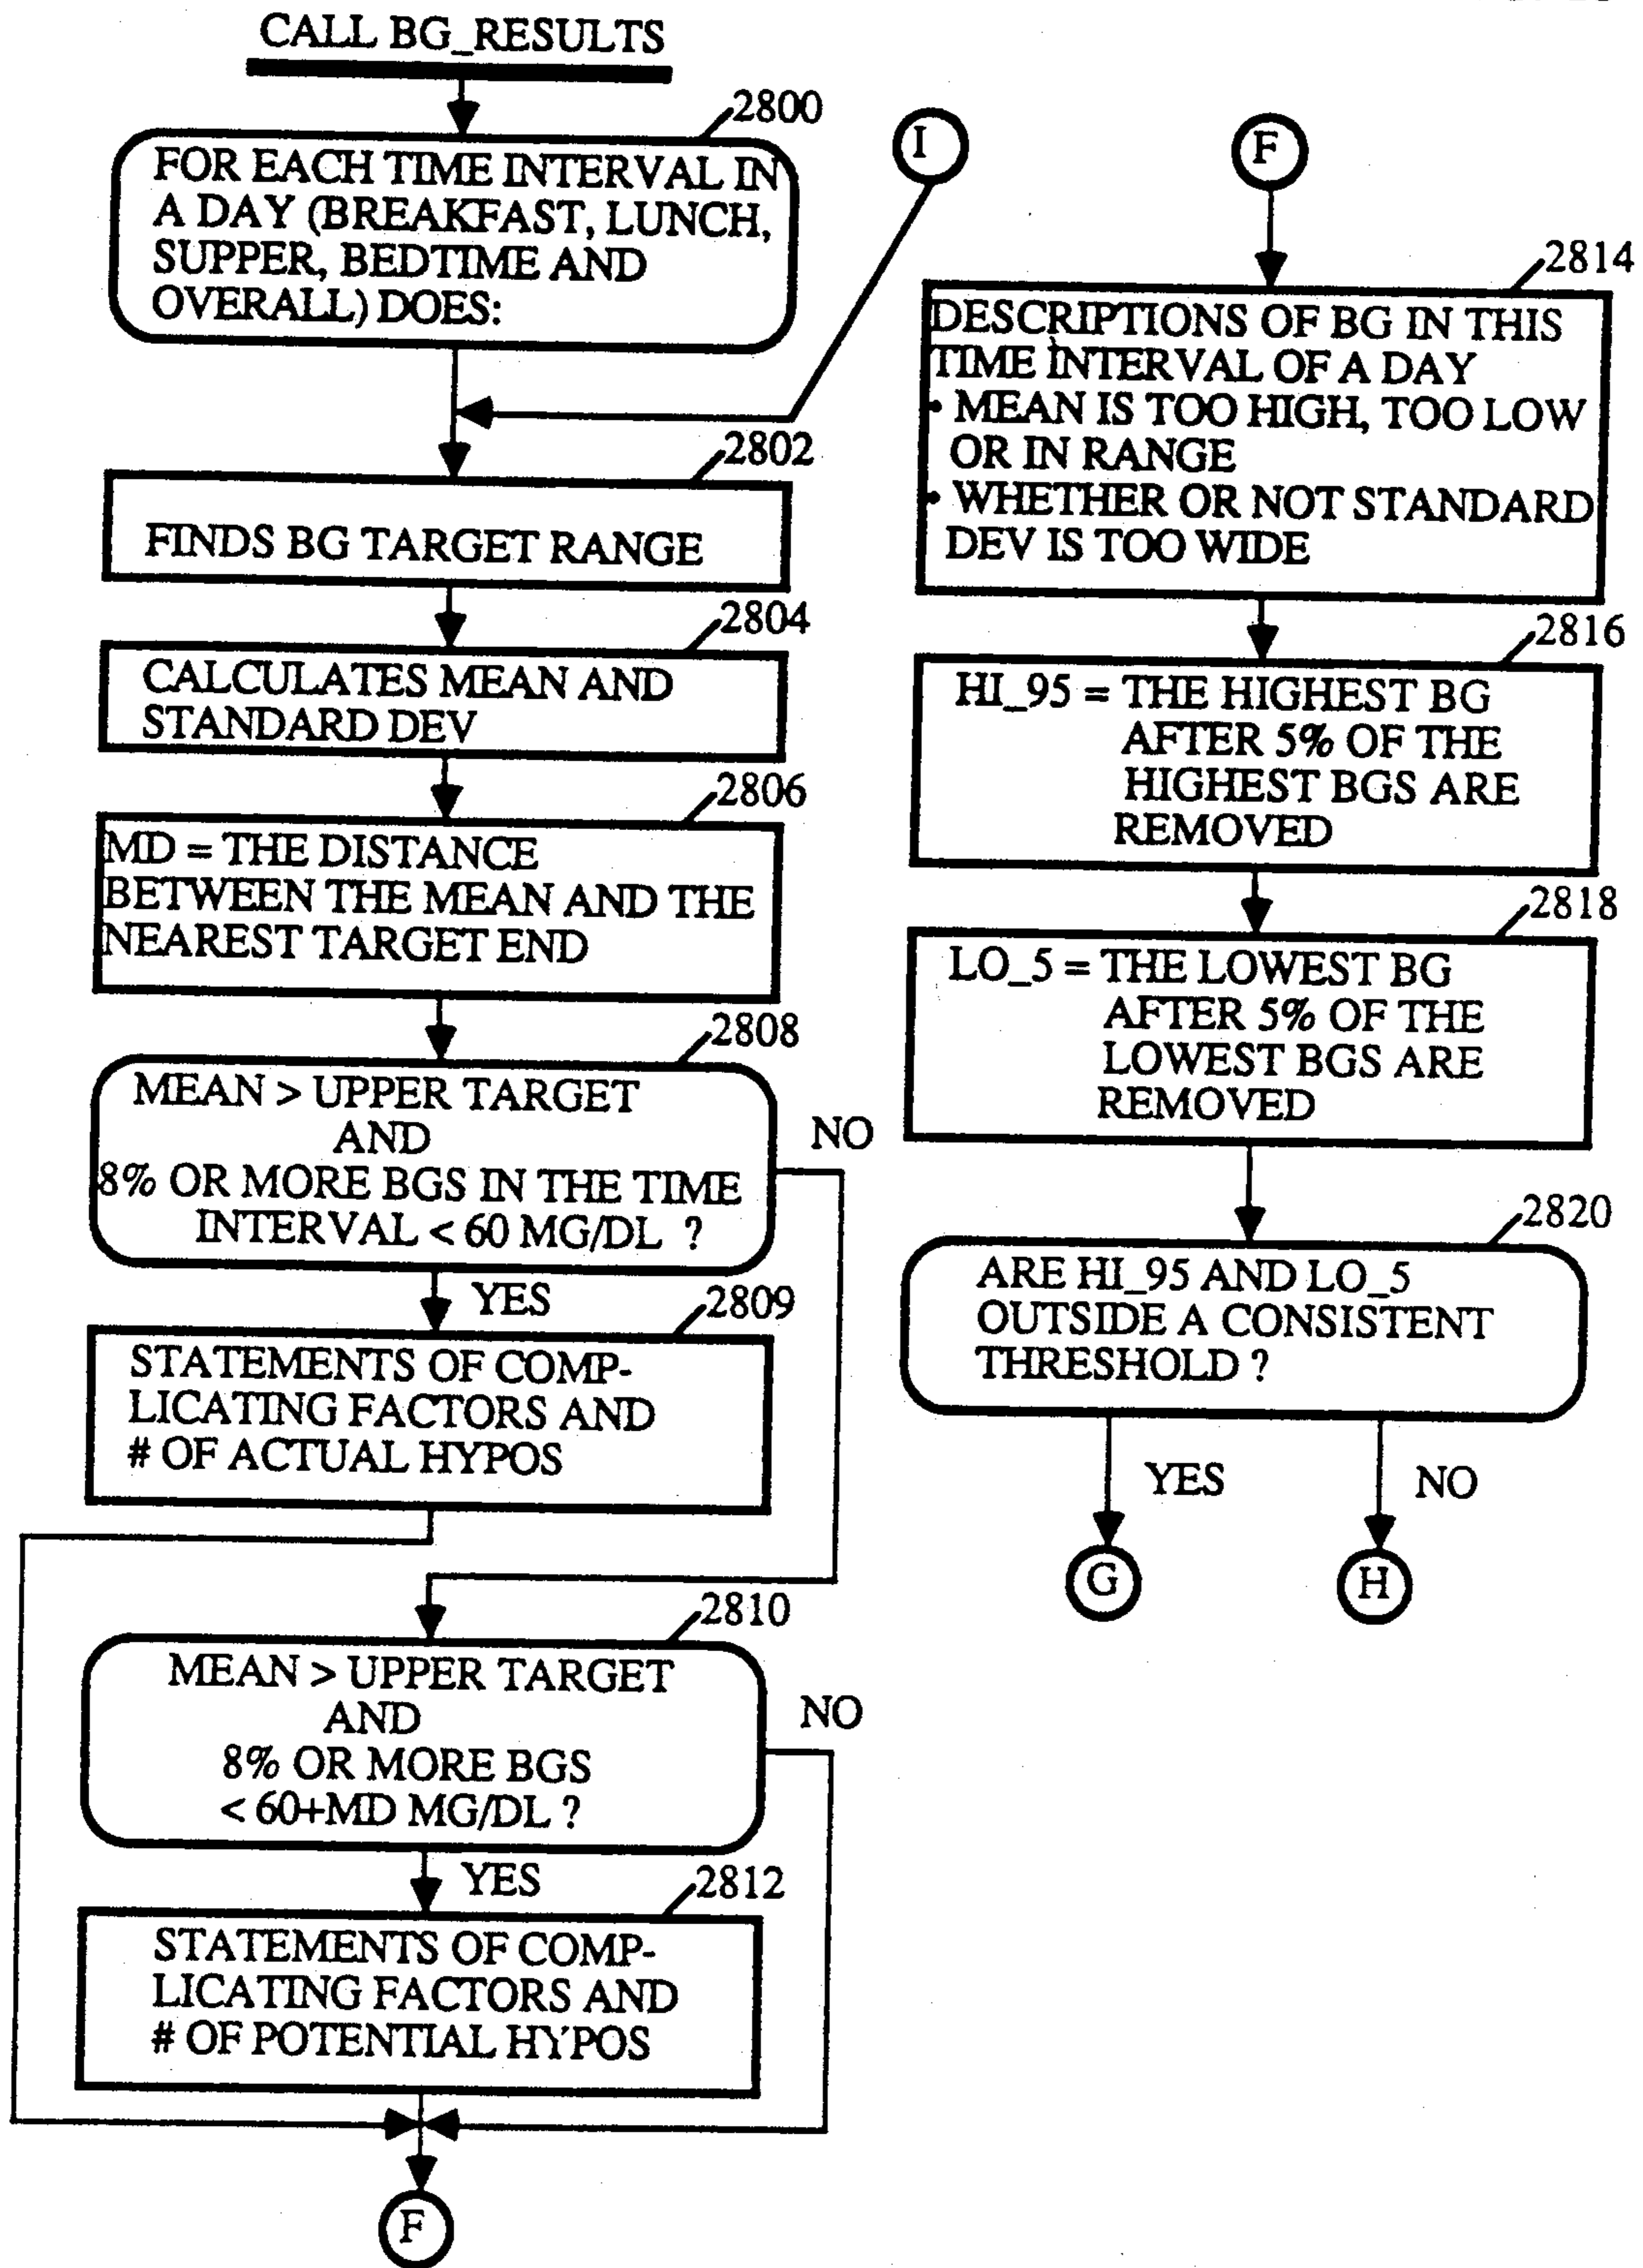 CALL BG_RESULTS
2800
FOR EACH TIME INTERVAL IN
A DAY (BREAKFAST, LUNCH,
SUPPER, BEDTIME AND
OVERALL) DOES:
2802
FINDS BG TARGET RANGE
2804
CALCULATES MEAN AND
STANDARD DEV
2806
MD = THE DISTANCE
BETWEEN THE MEAN AND THE
NEAREST TARGET END
2808
MEAN > UPPER TARGET
AND
8% OR MORE BGS IN THE TIME
INTERVAL < 60 MG/DL ?
NO
YES
2809
STATEMENTS OF COMP-
LICATING FACTORS AND
# OF ACTUAL HYPOS
2810
MEAN > UPPER TARGET
AND
8% OR MORE BGS
< 60+MD MG/DL ?
NO
YES
2812
STATEMENTS OF COMP-
LICATING FACTORS AND
# OF POTENTIAL HYPOS
F
I
F
2814
DESCRIPTIONS OF BG IN THIS
TIME INTERVAL OF A DAY
• MEAN IS TOO HIGH, TOO LOW
OR IN RANGE
• WHETHER OR NOT STANDARD
DEV IS TOO WIDE
2816
HI_95 = THE HIGHEST BG
AFTER 5% OF THE
HIGHEST BGS ARE
REMOVED
2818
LO_5 = THE LOWEST BG
AFTER 5% OF THE
LOWEST BGS ARE
REMOVED
2820
ARE HI_95 AND LO_5
OUTSIDE A CONSISTENT
THRESHOLD ?
YES
NO
G
H